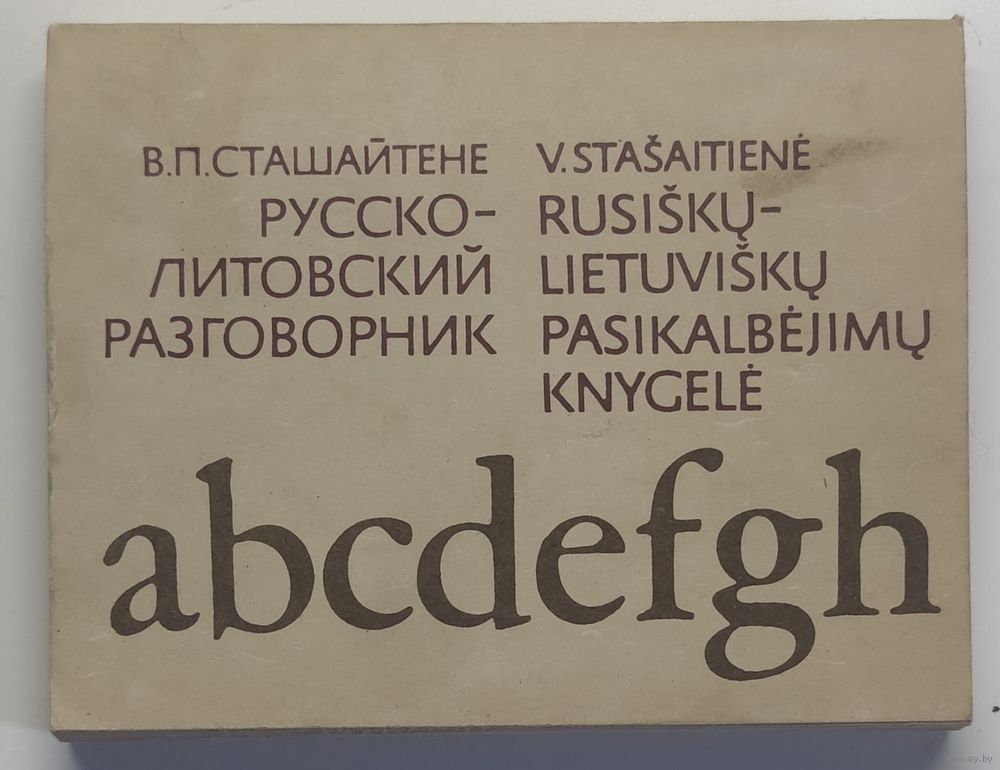 В.П.СТАШАЙТЕНЕ
РУССКО-
ЛИТОВСКИЙ
РАЗГОВОРНИК
V.STAŠAITIENĖ
RUSIŠKŲ-
LIETUVIŠKŲ
PASIKALBĖJIMŲ
KNYGELĖ
abcdefgh